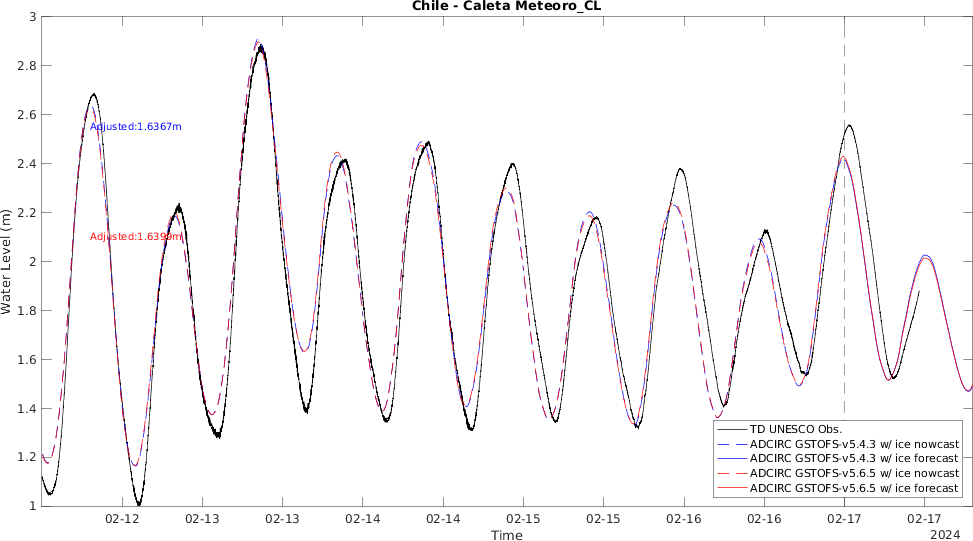 Chile - Caleta Meteoro_CL
3
2.8
2.6
2.4
2.2
2
1.8
1.6
1.4
1.2
1
Water Level (m)
Adjusted:1.6367m
Adjusted:1.6399m
TD UNESCO Obs.
ADCIRC GSTOFS-v5.4.3 w/ ice nowcast
ADCIRC GSTOFS-v5.4.3 w/ ice forecast
ADCIRC GSTOFS-v5.6.5 w/ ice nowcast
ADCIRC GSTOFS-v5.6.5 w/ ice forecast
02-12 02-13 02-13 02-14 02-14 02-15 02-15 02-16 02-16 02-17 02-17
Time
2024